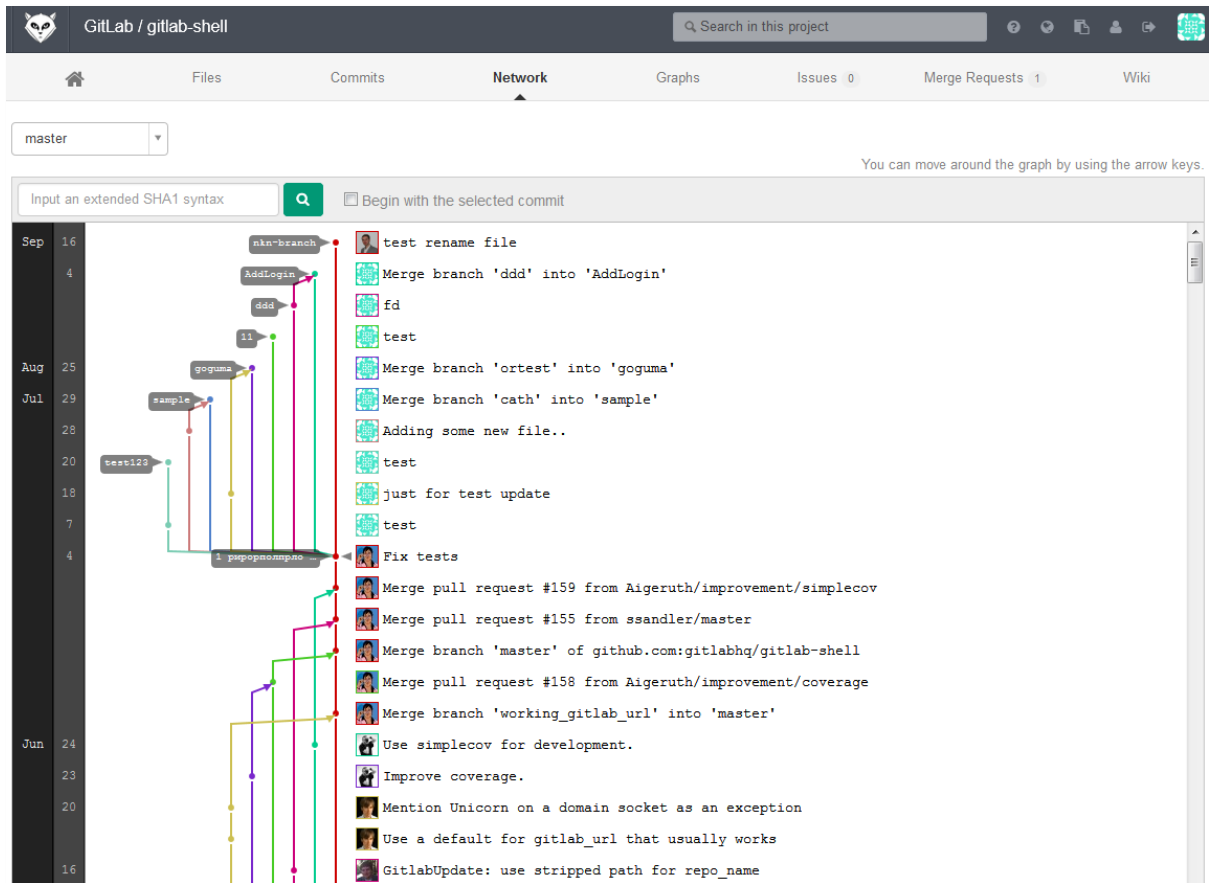 GitLab / gitlab-shell
Search in this project
Files Commits Network Graphs Issues 0 Merge Requests 1 Wiki
master
You can move around the graph by using the arrow keys.
Input an extended SHA1 syntax
Begin with the selected commit
Sep 16 nkn-branch test rename file
4 AddLogin Merge branch 'ddd' into 'AddLogin'
ddd fd
11 test
Aug 25 goguma Merge branch 'ortest' into 'goguma'
Jul 29 sample Merge branch 'cath' into 'sample'
28 Adding some new file..
20 test123 test
18 just for test update
7 test
4 1 Fix tests
Merge pull request #159 from Aigeruth/improvement/simplecov
Merge pull request #155 from ssandler/master
Merge branch 'master' of github.com:gitlabhq/gitlab-shell
Merge pull request #158 from Aigeruth/improvement/coverage
Merge branch 'working_gitlab_url' into 'master'
Jun 24 Use simplecov for development.
23 Improve coverage.
20 Mention Unicorn on a domain socket as an exception
Use a default for gitlab_url that usually works
16 GitlabUpdate: use stripped path for repo_name